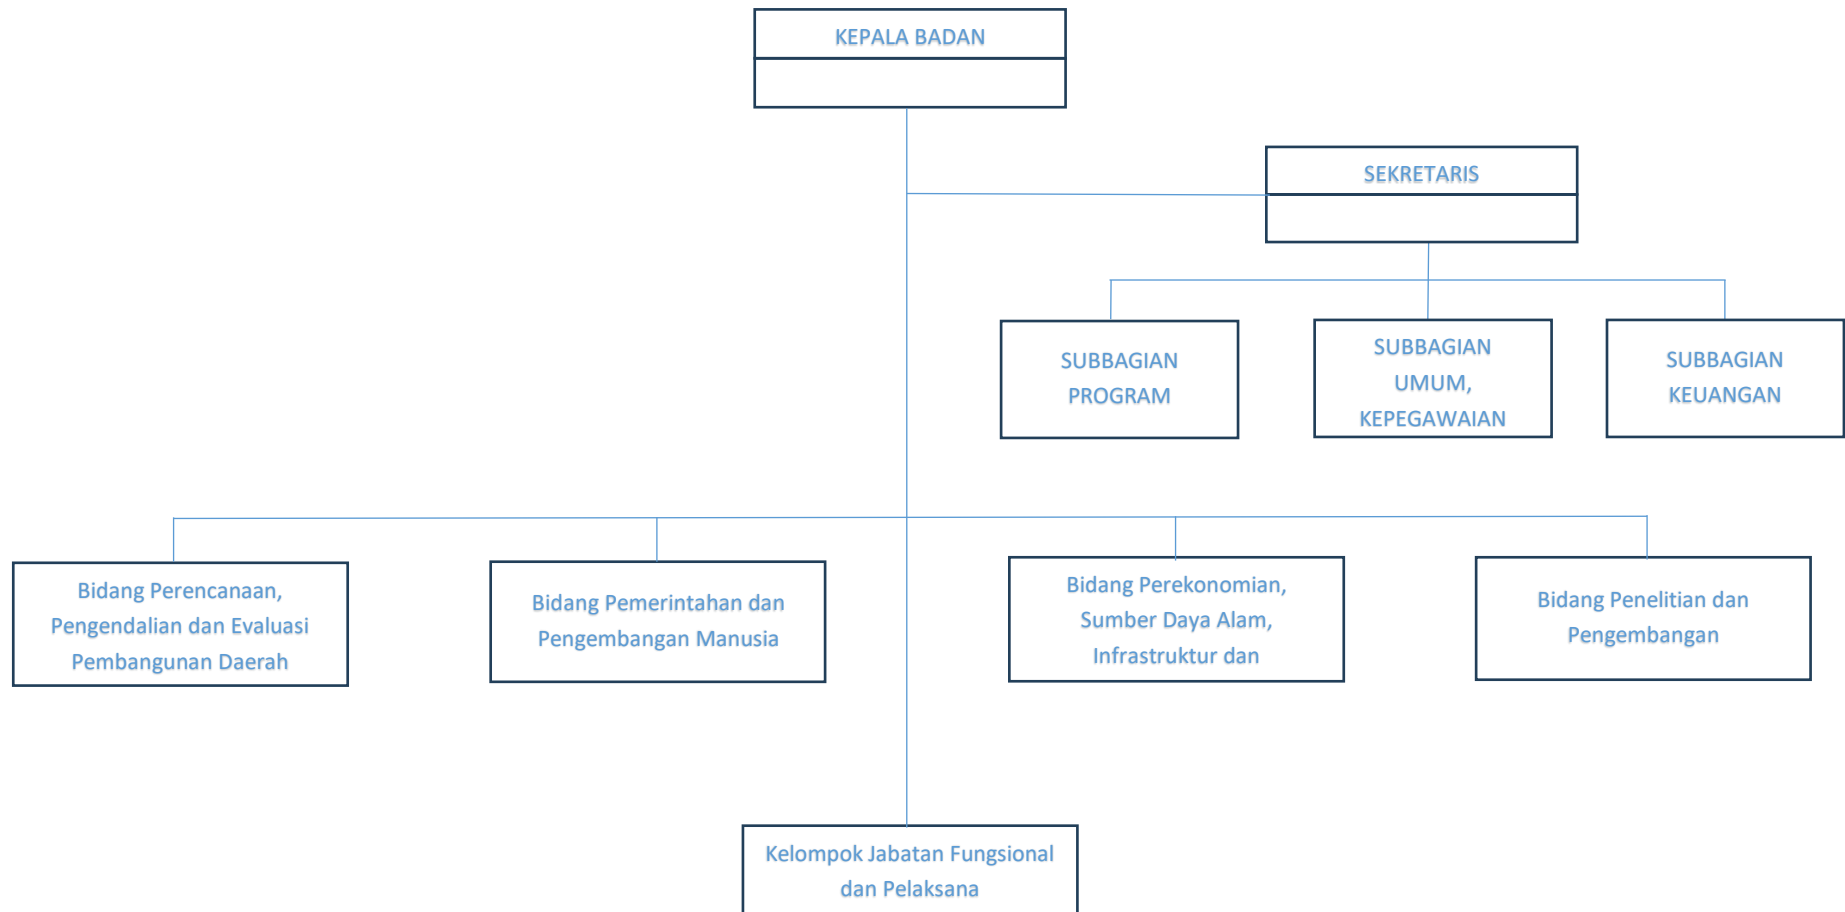 KEPALA BADAN
SEKRETARIS
SUBBAGIAN
PROGRAM
SUBBAGIAN
UMUM,
KEPEGAWAIAN
SUBBAGIAN
KEUANGAN
Bidang Perencanaan,
Pengendalian dan Evaluasi
Pembangunan Daerah
Bidang Pemerintahan dan
Pengembangan Manusia
Bidang Perekonomian,
Sumber Daya Alam,
Infrastruktur dan
Bidang Penelitian dan
Pengembangan
Kelompok Jabatan Fungsional
dan Pelaksana